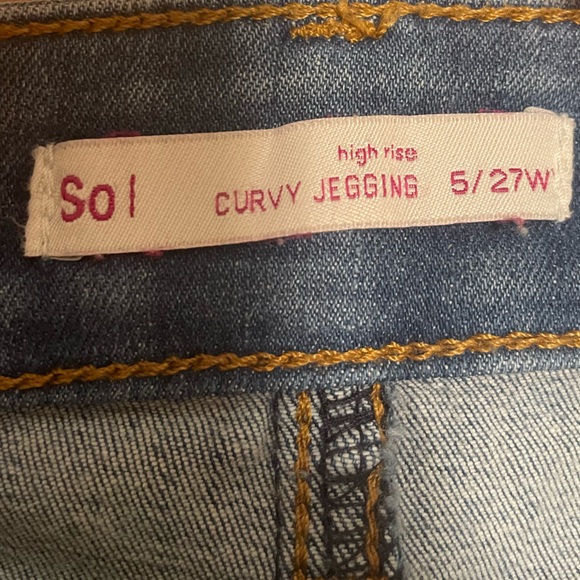 So |
high rise
CURVY JEGGING 5/27W